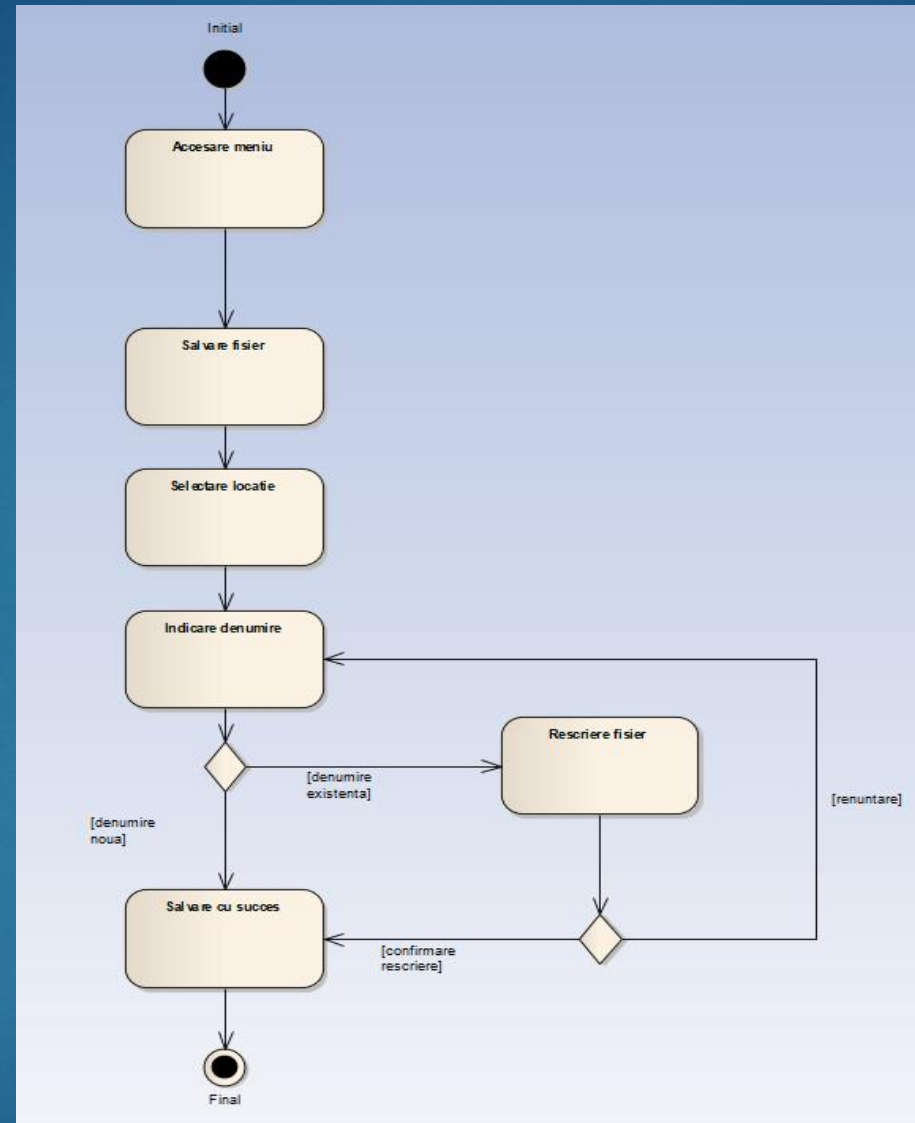 Initial
Accesare meniu
Salvare fisier
Selectare locatie
Indicare denumire
Rescriere fisier
[denumire
existenta]
[renuntare]
[denumire
noua]
Salvare cu succes
[confirmare
rescriere]
Final